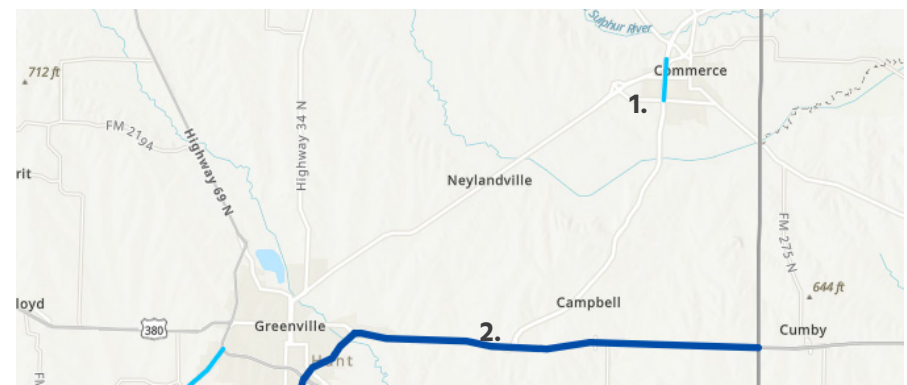 Sulphur River
712 ft
Commerce
1.
FM 2194
Highway 34 N
Highway 69 N
rit
Neylandville
FM 275 N
644 ft
loyd
Campbell
380
Greenville
2.
Cumby
Hunt
FM